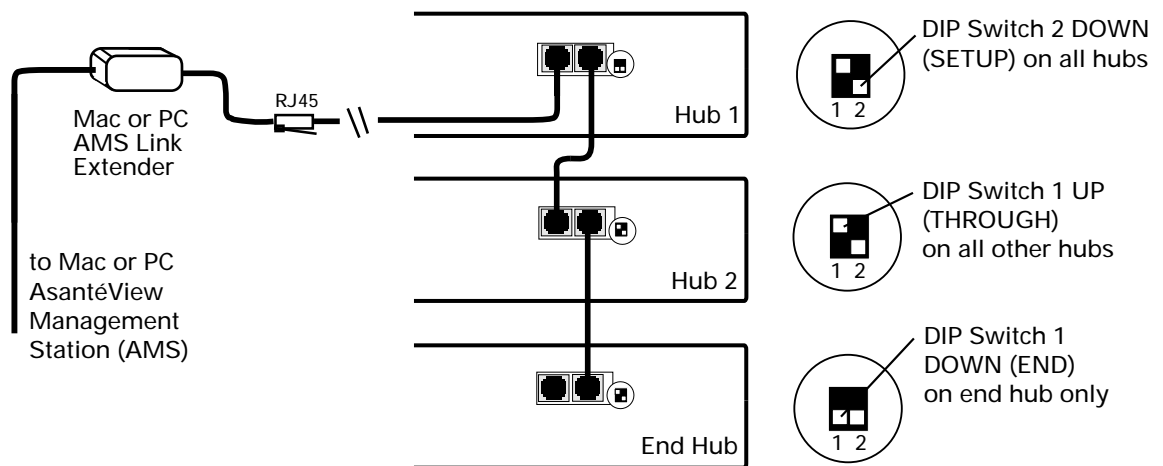 DIP Switch 2 DOWN
(SETUP) on all hubs
1 2
RJ45
Mac or PC
AMS Link
Extender
Hub 1
DIP Switch 1 UP
(THROUGH)
on all other hubs
1 2
to Mac or PC
AsantéView
Management
Station (AMS)
Hub 2
DIP Switch 1
DOWN (END)
on end hub only
1 2
End Hub